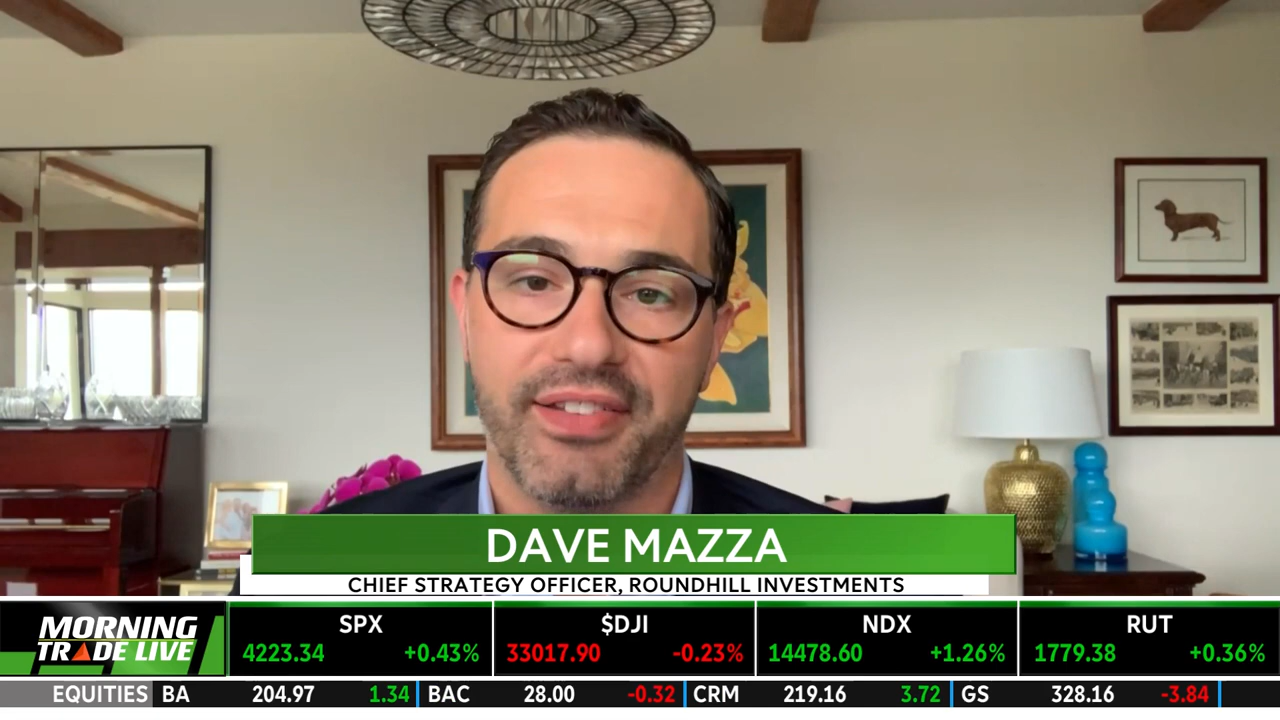 DAVE MAZZA
CHIEF STRATEGY OFFICER, ROUNDHILL INVESTMENTS
MORNING
TRADE LIVE
SPX
4223.34 +0.43%
$DJI
33017.90 -0.23%
NDX
14478.60 +1.26%
RUT
1779.38 +0.36%
EQUITIES BA 204.97 1.34 BAC 28.00 -0.32 CRM 219.16 3.72 GS 328.16 -3.84